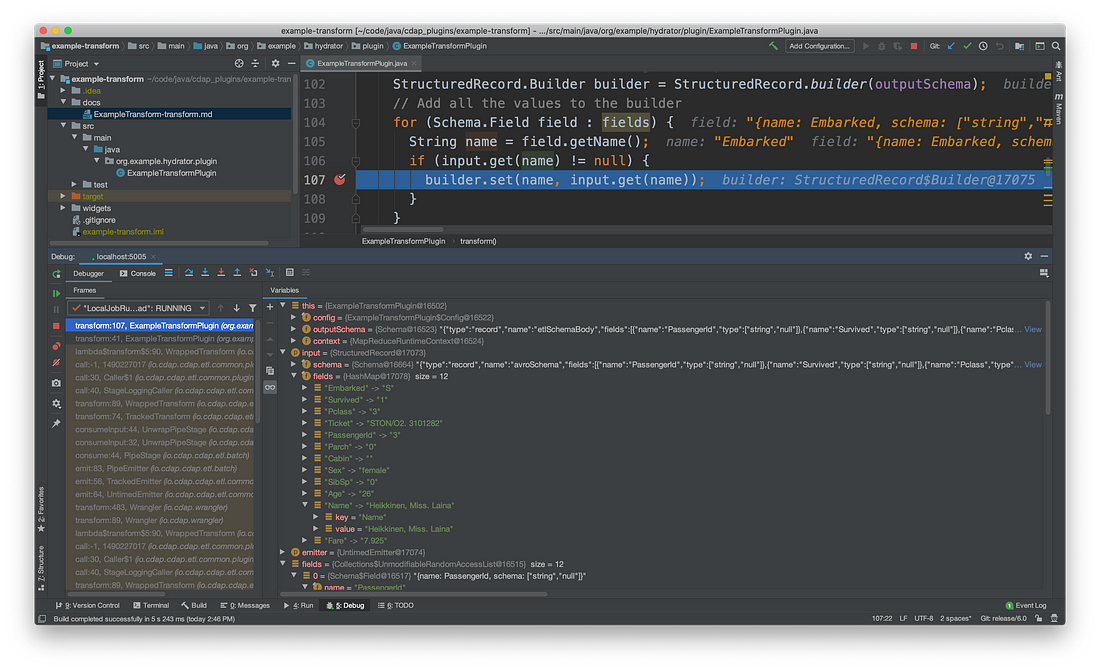 example-transform [~/code/java/cdap_plugins/example-transform] - .../src/main/java/org/example/hydrator/plugin/ExampleTransformPlugin.java
example-transform src main java org example hydrator plugin ExampleTransformPlugin Add Configuration... Git:
1: Project
Project
ExampleTransformPlugin.java
Ant
Maven
example-transform ~/code/java/cdap_plugins/example-transform
.idea
docs
ExampleTransform-transform.md
src
main
java
org.example.hydrator.plugin
ExampleTransformPlugin
test
target
widgets
.gitignore
example-transform.iml
102 StructuredRecord.Builder builder = StructuredRecord.builder(outputSchema); builde
103 // Add all the values to the builder
104 for (Schema.Field field : fields) { field: "{name: Embarked, schema: ["string","n
105 String name = field.getName(); name: "Embarked" field: "{name: Embarked, schem
106 if (input.get(name) != null) {
107 builder.set(name, input.get(name)); builder: StructuredRecord$Builder@17075
108 }
109 }
ExampleTransformPlugin transform()
Debug: localhost:5005
Debugger Console
Frames
Variables
"LocalJobRu...ad": RUNNING
transform:107, ExampleTransformPlugin (org.exan
transform:41, ExampleTransformPlugin (org.examp
lambda$transform$5:90, WrappedTransform (io.c
call:-1, 1490227017 (io.cdap.cdap.etl.common.plu
call:30, Caller$1 (io.cdap.cdap.etl.common.plugin
call:40, StageLoggingCaller (io.cdap.cdap.etl.com
transform:89, WrappedTransform (io.cdap.cdap.e
transform:74, TrackedTransform (io.cdap.cdap.et
consumeInput:44, UnwrapPipeStage (io.cdap.cda
consumeInput:32, UnwrapPipeStage (io.cdap.cda
consume:44, PipeStage (io.cdap.cdap.etl.batch)
emit:83, PipeEmitter (io.cdap.cdap.etl.batch)
emit:56, TrackedEmitter (io.cdap.cdap.etl.commo
emit:64, UntimedEmitter (io.cdap.cdap.etl.comm
transform:483, Wrangler (io.cdap.wrangler)
transform:89, Wrangler (io.cdap.wrangler)
lambda$transform$5:90, WrappedTransform (io.c
call:-1, 1490227017 (io.cdap.cdap.etl.common.plu
call:30, Caller$1 (io.cdap.cdap.etl.common.plugin
call:40, StageLoggingCaller (io.cdap.cdap.etl.com
transform:89, WrappedTransform (io.cdap.cdap.e
this = {ExampleTransformPlugin@16502}
config = {ExampleTransformPlugin$Config@16522}
outputSchema = {Schema@16523} "{"type":"record","name":"etlSchemaBody","fields":[{"name":"PassengerId","type":["string","null"]},{"name":"Survived","type":["string","null"]},{"name":"Pclas... View
context = {MapReduceRuntimeContext@16524}
input = {StructuredRecord@17073}
schema = {Schema@16664} "{"type":"record","name":"avroSchema","fields":[{"name":"PassengerId","type":["string","null"]},{"name":"Survived","type":["string","null"]},{"name":"Pclass","type"... View
fields = {HashMap@17078} size = 12
"Embarked" -> "S"
"Survived" -> "1"
"Pclass" -> "3"
"Ticket" -> "STON/O2. 3101282"
"PassengerId" -> "3"
"Parch" -> "0"
"Cabin" -> ""
"Sex" -> "female"
"SibSp" -> "0"
"Age" -> "26"
"Name" -> "Heikkinen, Miss. Laina"
key = "Name"
value = "Heikkinen, Miss. Laina"
"Fare" -> "7.925"
emitter = {UntimedEmitter@17074}
fields = {Collections$UnmodifiableRandomAccessList@16515} size = 12
0 = {Schema$Field@16517} "{name: PassengerId, schema: ["string","null"]}"
name = "PassengerId"
2: Favorites
7: Structure
9: Version Control Terminal Build 0: Messages 4: Run 5: Debug 6: TODO 1 Event Log
Build completed successfully in 5 s 243 ms (today 2:46 PM) 107:22 LF UTF-8 2 spaces* Git: release/6.0